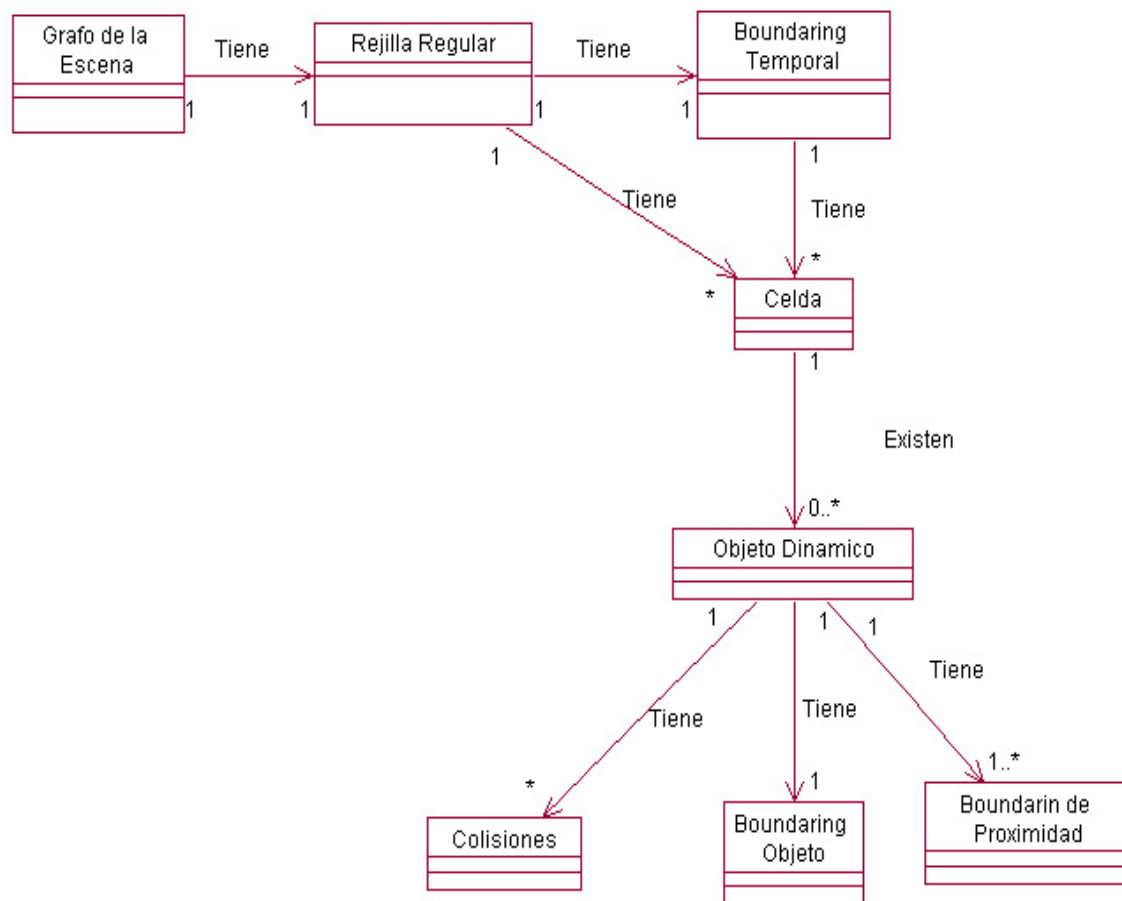 Grafo de la
Escena
Tiene
1
1
Rejilla Regular
Tiene
1
1
Boundaring
Temporal
1
Tiene
*
1
Tiene
*
Celda
1
Existen
0..*
Objeto Dinamico
1
Tiene
*
1
Tiene
1
1
Tiene
1..*
Colisiones
Boundaring
Objeto
Boundarin de
Proximidad